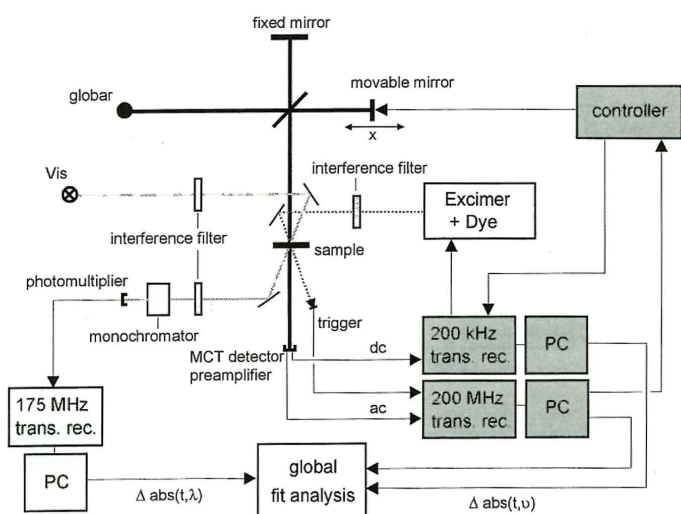 fixed mirror
globar
movable mirror
x
controller
Vis
interference filter
interference filter
Excimer
+ Dye
sample
photomultiplier
monochromator
trigger
MCT detector
preamplifier
dc
200 kHz
trans. rec.
PC
ac
200 MHz
trans. rec.
PC
175 MHz
trans. rec.
PC
Δ abs(t,λ)
global
fit analysis
Δ abs(t,υ)